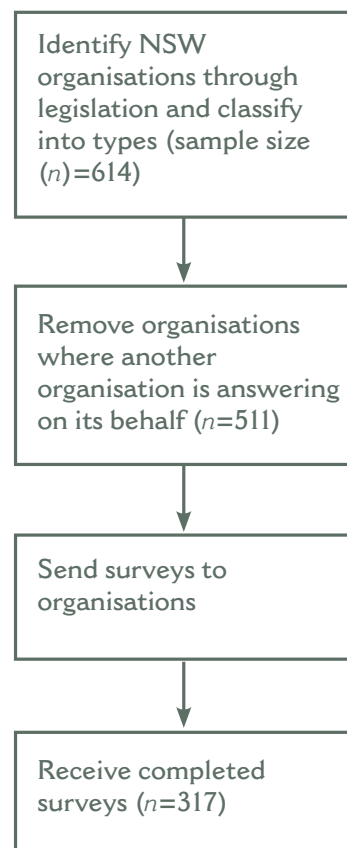 Identify NSW
organisations through
legislation and classify
into types (sample size
(n)=614)
Remove organisations
where another
organisation is answering
on its behalf (n=511)
Send surveys to
organisations
Receive completed
surveys (n=317)